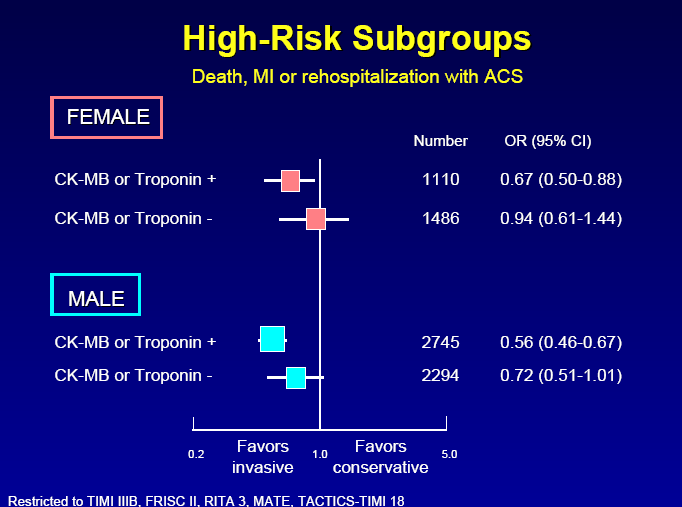 High-Risk Subgroups
Death, MI or rehospitalization with ACS
FEMALE
Number OR (95% CI)
CK-MB or Troponin + 1110 0.67 (0.50-0.88)
CK-MB or Troponin - 1486 0.94 (0.61-1.44)
MALE
CK-MB or Troponin + 2745 0.56 (0.46-0.67)
CK-MB or Troponin - 2294 0.72 (0.51-1.01)
0.2 Favors invasive 1.0 Favors conservative 5.0
Restricted to TIMI IIIB, FRISC II, RITA 3, MATE, TACTICS-TIMI 18